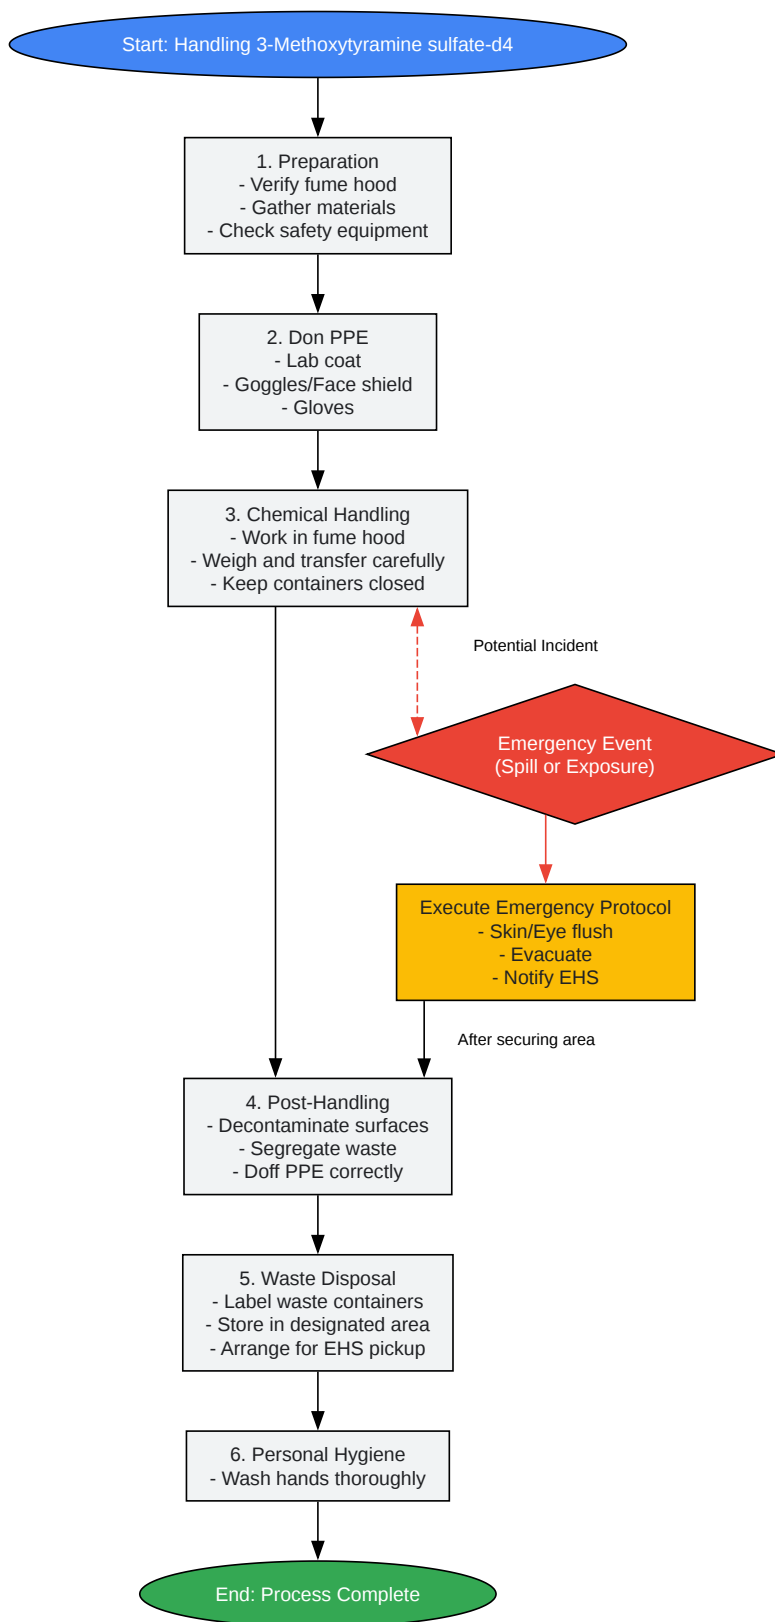 Start: Handling 3-Methoxytyramine sulfate-d4
1. Preparation
- Verify fume hood
- Gather materials
- Check safety equipment
2. Don PPE
- Lab coat
- Goggles/Face shield
- Gloves
3. Chemical Handling
- Work in fume hood
- Weigh and transfer carefully
- Keep containers closed
Potential Incident
Emergency Event
(Spill or Exposure)
Execute Emergency Protocol
- Skin/Eye flush
- Evacuate
- Notify EHS
After securing area
4. Post-Handling
- Decontaminate surfaces
- Segregate waste
- Doff PPE correctly
5. Waste Disposal
- Label waste containers
- Store in designated area
- Arrange for EHS pickup
6. Personal Hygiene
- Wash hands thoroughly
End: Process Complete